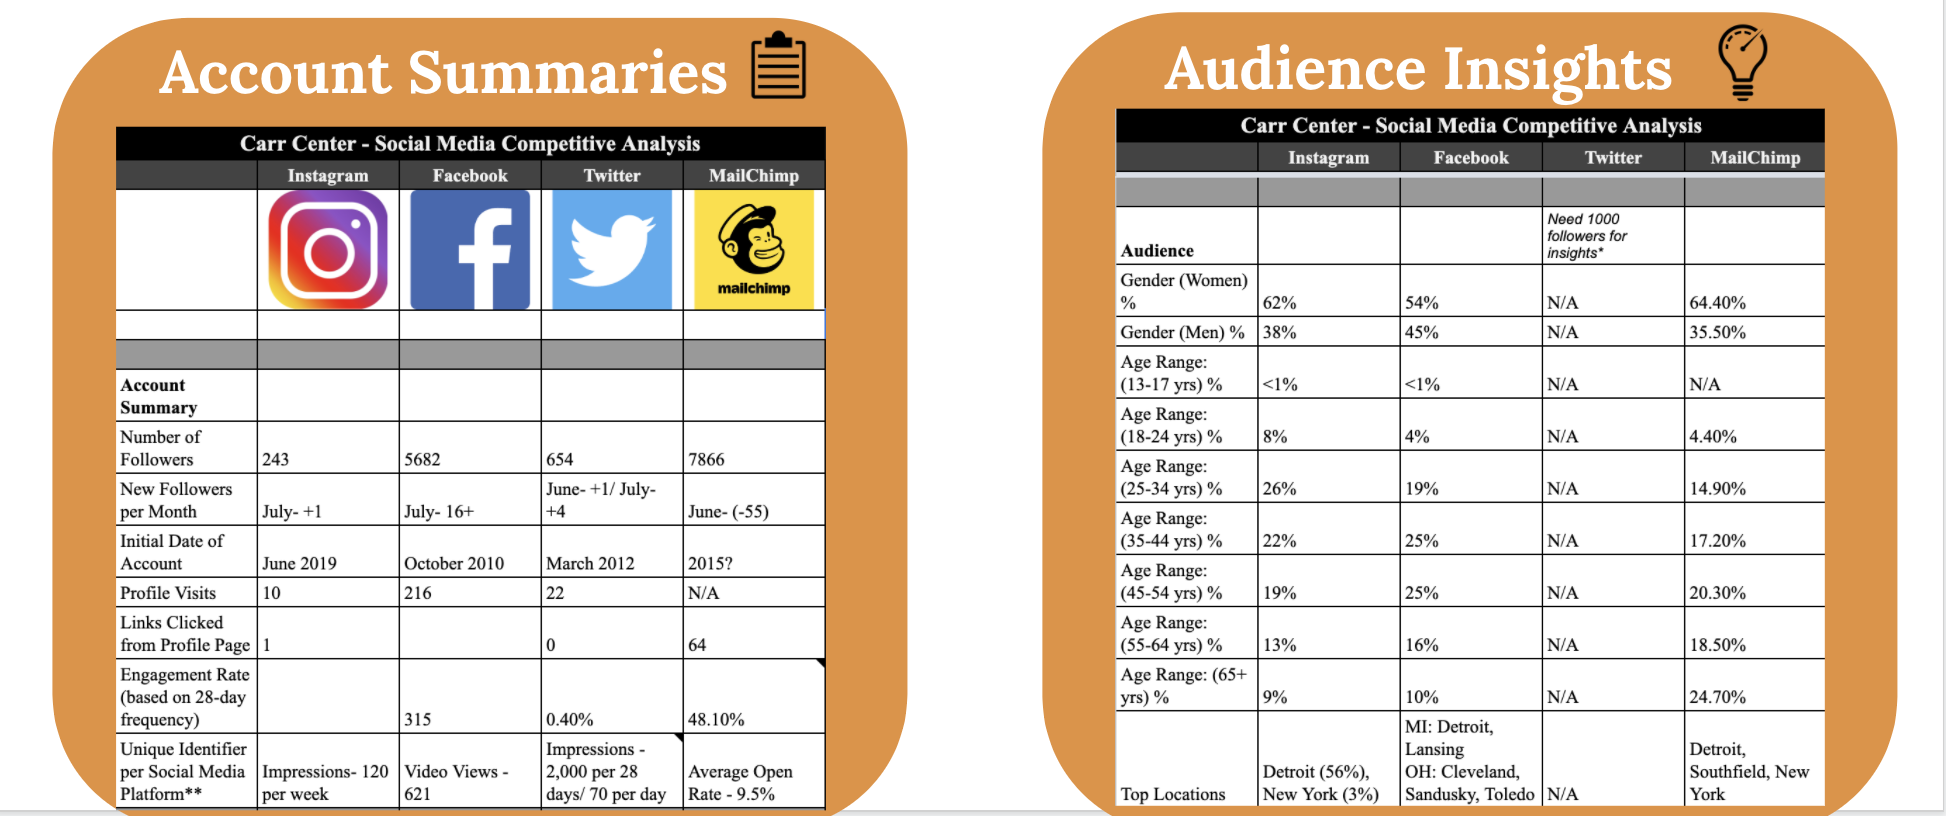 Account Summaries
Carr Center - Social Media Competitive Analysis
Instagram Facebook Twitter MailChimp
mailchimp
Account
Summary
Number of
Followers 243 5682 654 7866
New Followers
per Month July- +1 July- 16+ June- +1/ July-
+4 June- (-55)
Initial Date of
Account June 2019 October 2010 March 2012 2015?
Profile Visits 10 216 22 N/A
Links Clicked
from Profile Page 1 0 64
Engagement Rate
(based on 28-day
frequency) 315 0.40% 48.10%
Unique Identifier
per Social Media
Platform** Impressions- 120
per week Video Views -
621 Impressions -
2,000 per 28
days/ 70 per day Average Open
Rate - 9.5%
Audience Insights
Carr Center - Social Media Competitive Analysis
Instagram Facebook Twitter MailChimp
Audience Need 1000
followers for
insights*
Gender (Women)
% 62% 54% N/A 64.40%
Gender (Men) % 38% 45% N/A 35.50%
Age Range:
(13-17 yrs) % <1% <1% N/A N/A
Age Range:
(18-24 yrs) % 8% 4% N/A 4.40%
Age Range:
(25-34 yrs) % 26% 19% N/A 14.90%
Age Range:
(35-44 yrs) % 22% 25% N/A 17.20%
Age Range:
(45-54 yrs) % 19% 25% N/A 20.30%
Age Range:
(55-64 yrs) % 13% 16% N/A 18.50%
Age Range: (65+
yrs) % 9% 10% N/A 24.70%
Top Locations Detroit (56%),
New York (3%) MI: Detroit,
Lansing
OH: Cleveland,
Sandusky, Toledo N/A Detroit,
Southfield, New
York